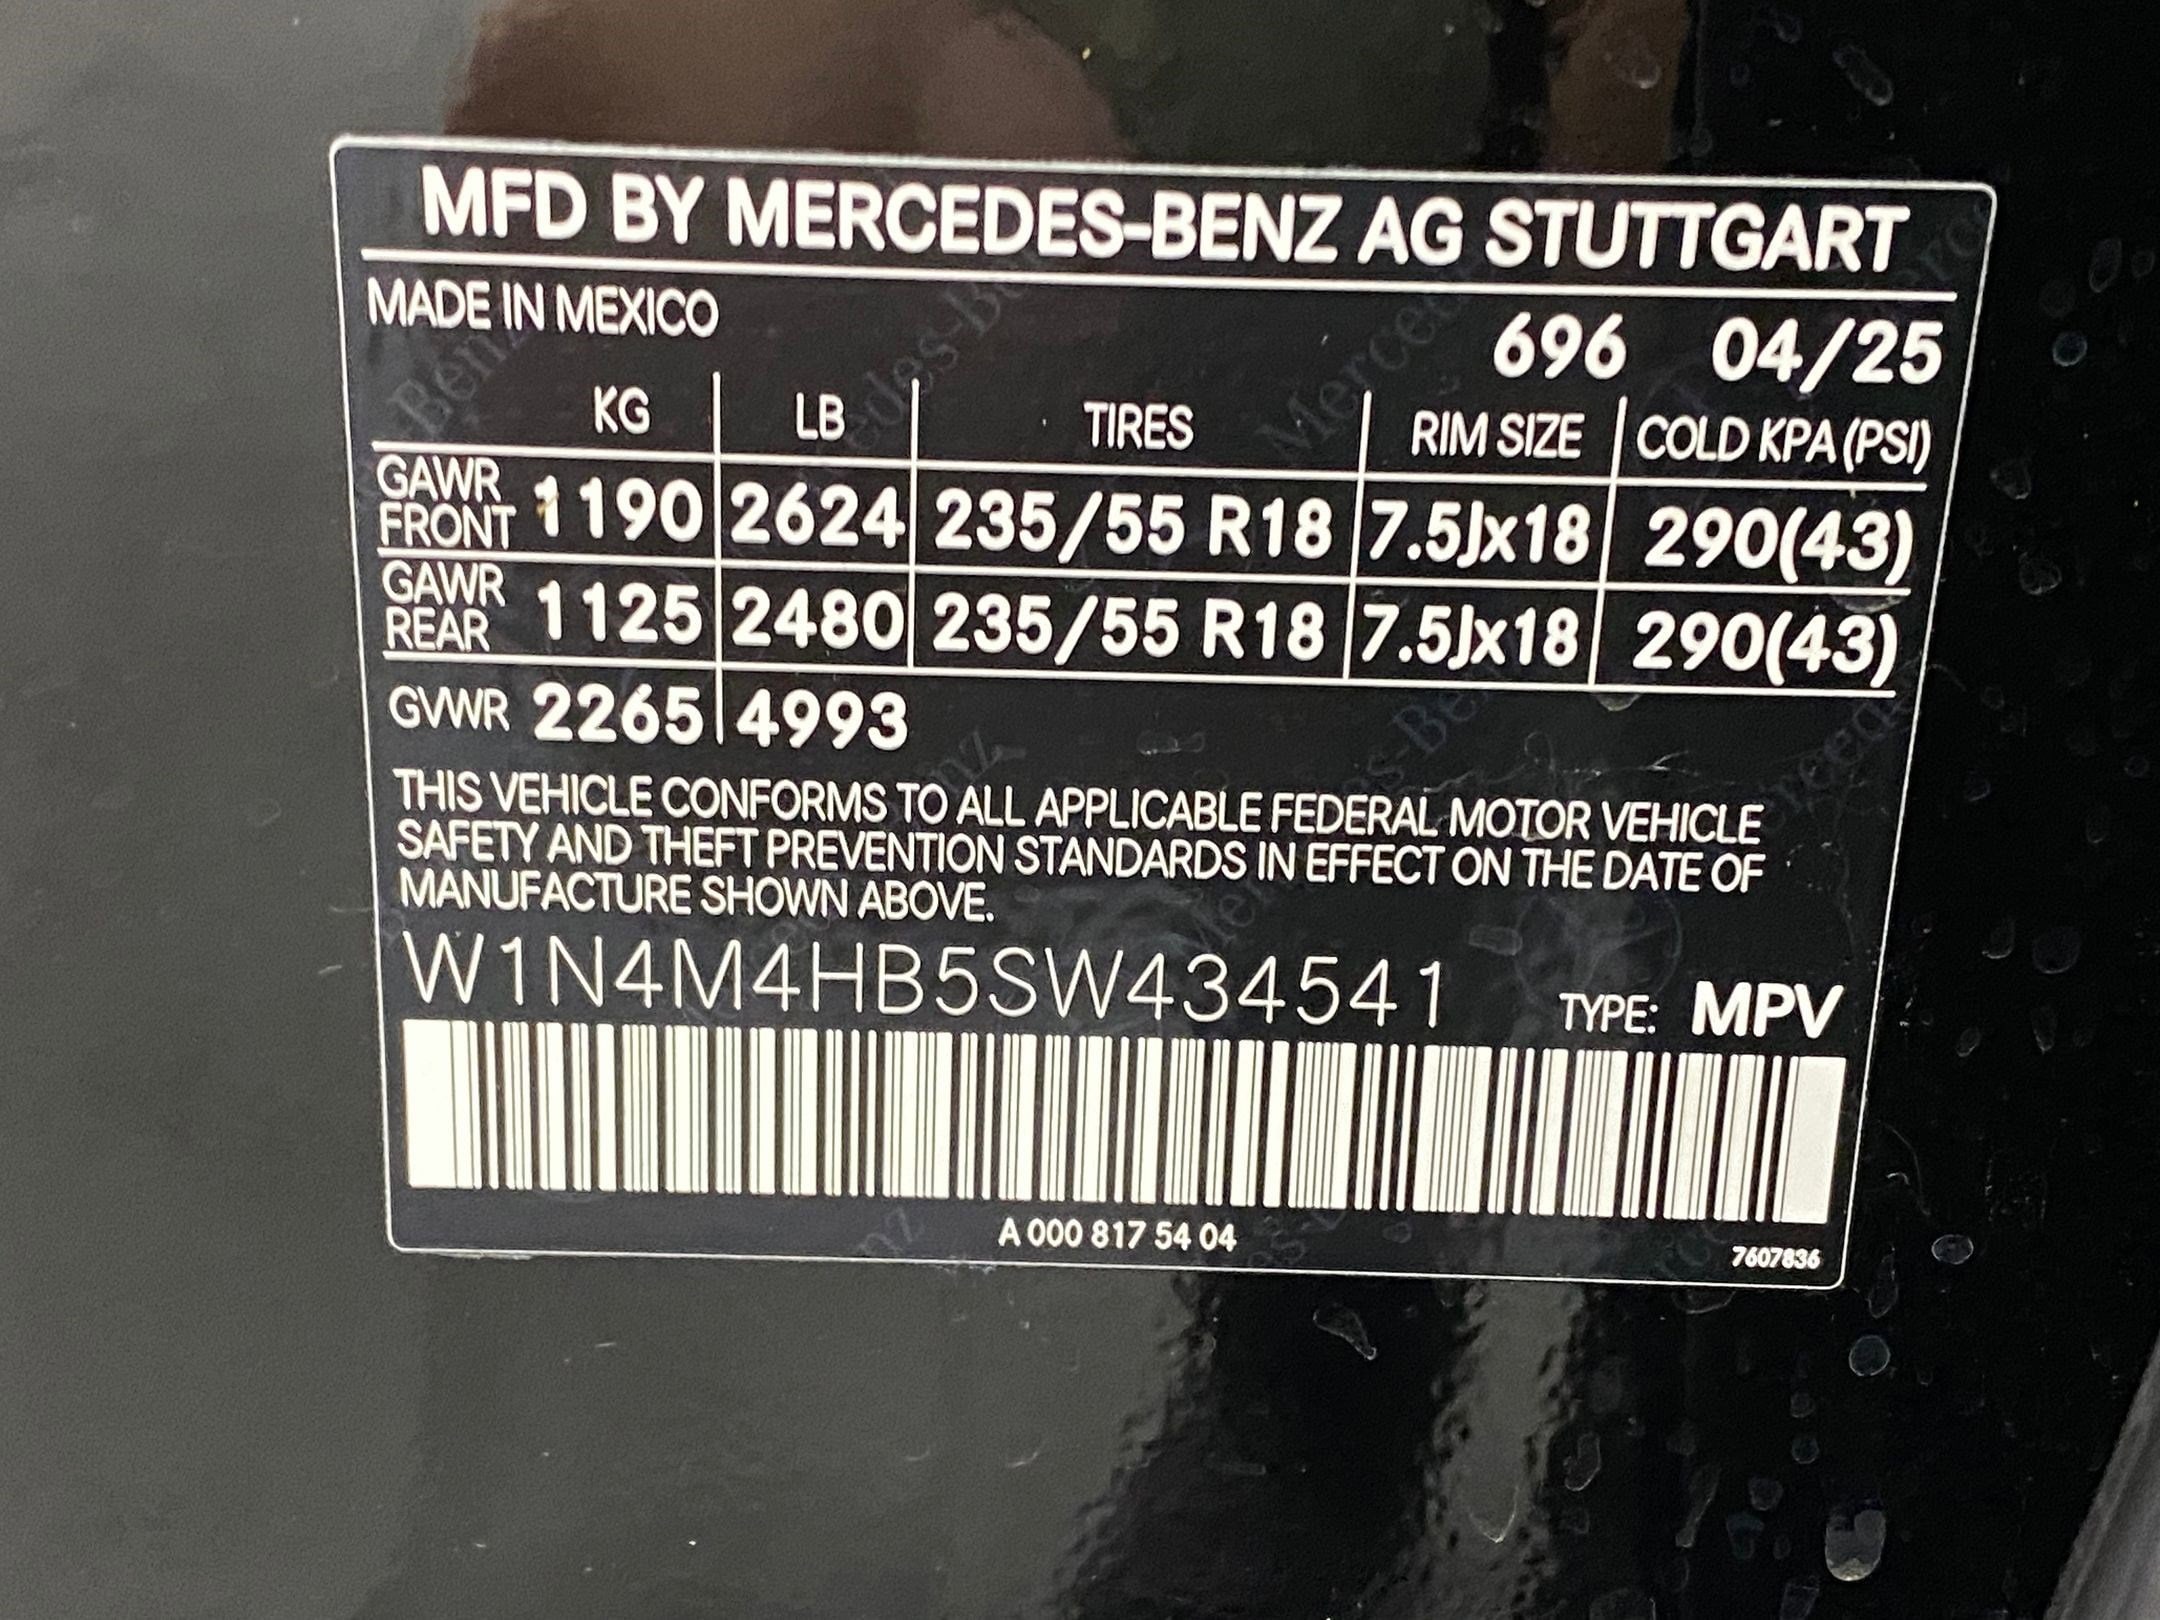 MFD BY MERCEDES-BENZ AG STUTTGART
MADE IN MEXICO
696 04/25
KG LB TIRES RIM SIZE COLD KPA (PSI)
GAWR FRONT 1190 2624 235/55 R18 7.5Jx18 290(43)
GAWR REAR 1125 2480 235/55 R18 7.5Jx18 290(43)
GVWR 2265 4993
THIS VEHICLE CONFORMS TO ALL APPLICABLE FEDERAL MOTOR VEHICLE
SAFETY AND THEFT PREVENTION STANDARDS IN EFFECT ON THE DATE OF
MANUFACTURE SHOWN ABOVE.
W1N4M4HB5SW434541 TYPE: MPV
A 000 817 54 04
7607836